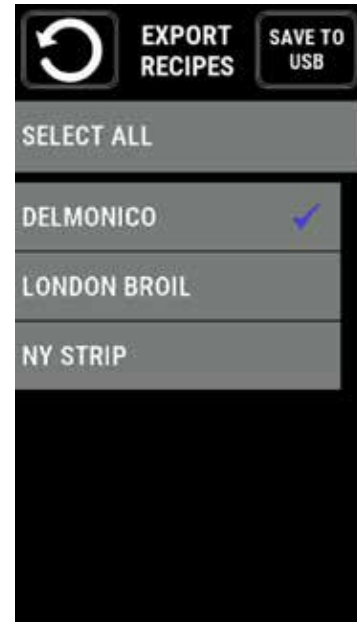 EXPORT
RECIPES
SAVE TO
USB
SELECT ALL
DELMONICO
LONDON BROIL
NY STRIP